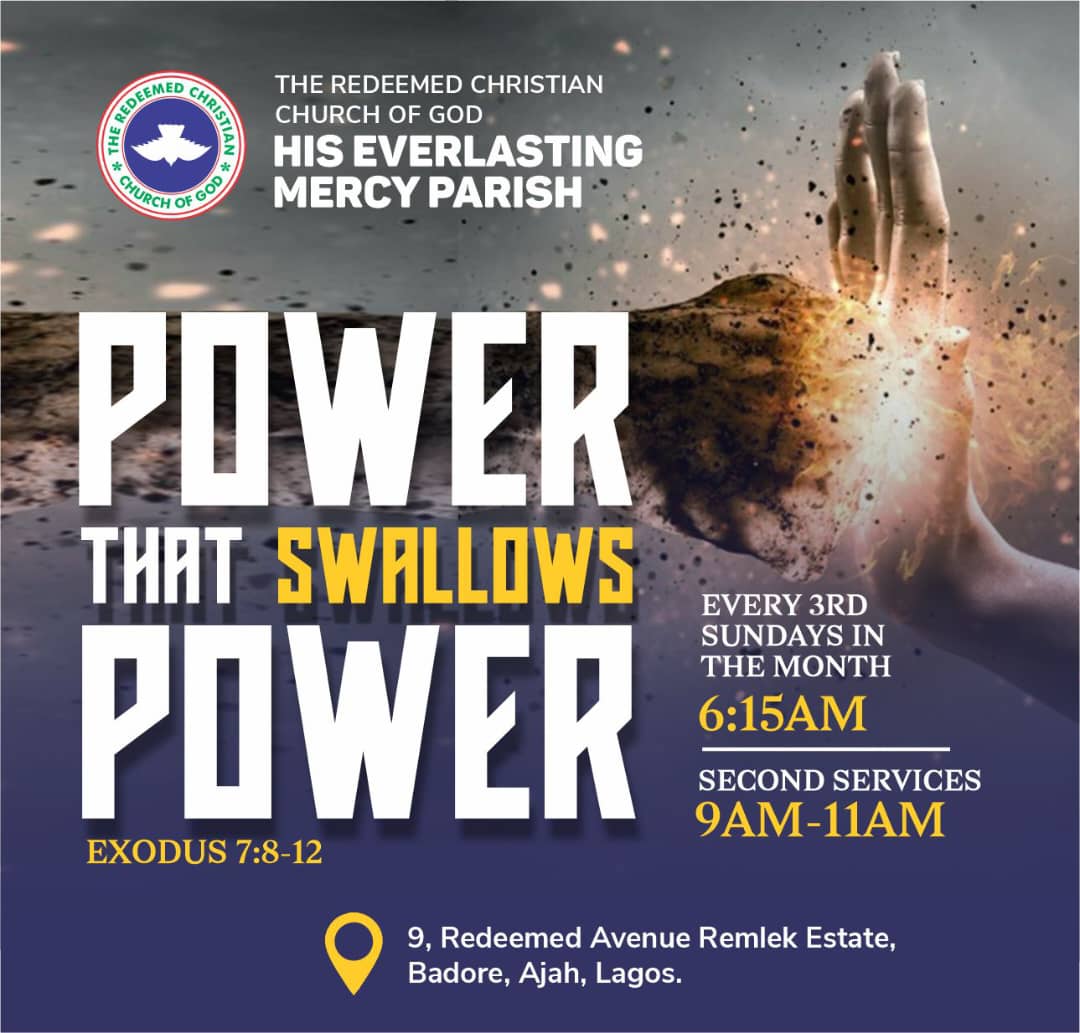 THE REDEEMED CHRISTIAN
CHURCH OF GOD
THE REDEEMED CHRISTIAN
CHURCH OF GOD
HIS EVERLASTING
MERCY PARISH
POWER
THAT SWALLOWS
POWER
EXODUS 7:8-12
EVERY 3RD
SUNDAYS IN
THE MONTH
6:15AM
SECOND SERVICES
9AM-11AM
9, Redeemed Avenue Remlek Estate,
Badore, Ajah, Lagos.